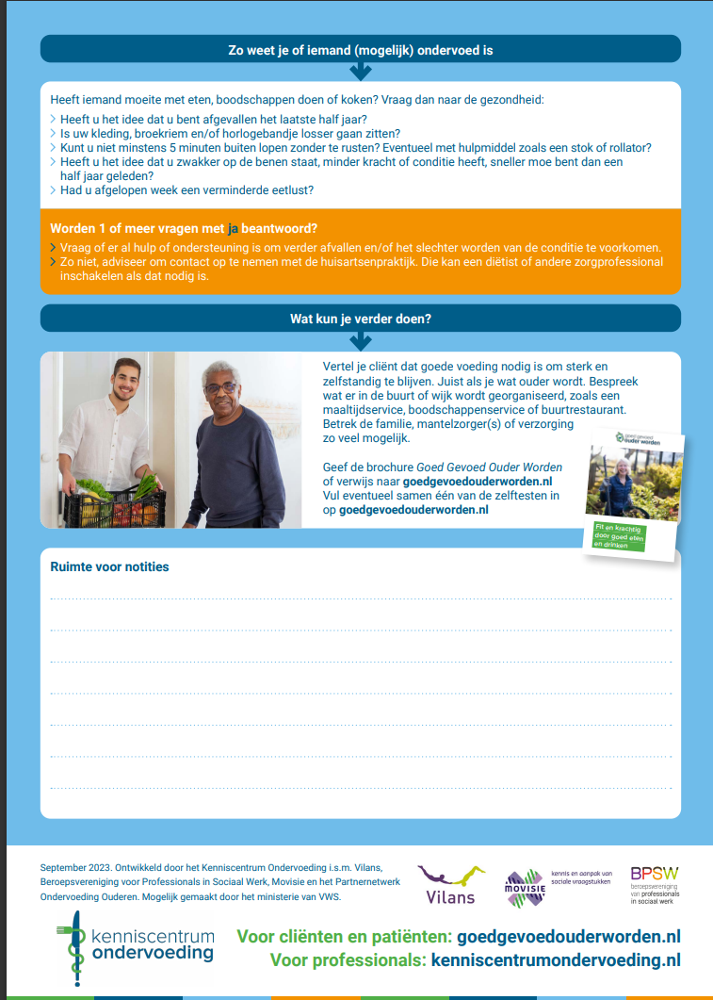 Zo weet je of iemand (mogelijk) ondervoed is
Heeft iemand moeite met eten, boodschappen doen of koken? Vraag dan naar de gezondheid:
Heeft u het idee dat u bent afgevallen het laatste half jaar?
Is uw kleding, broekriem en/of horlogebandje losser gaan zitten?
Kunt u niet minstens 5 minuten buiten lopen zonder te rusten? Eventueel met hulpmiddel zoals een stok of rollator?
Heeft u het idee dat u zwakker op de benen staat, minder kracht of conditie heeft, sneller moe bent dan een
half jaar geleden?
Had u afgelopen week een verminderde eetlust?
Worden 1 of meer vragen met ja beantwoord?
Vraag of er al hulp of ondersteuning is om verder afvallen en/of het slechter worden van de conditie te voorkomen.
Zo niet, adviseer om contact op te nemen met de huisartsenpraktijk. Die kan een diëtist of andere zorgprofessional
inschakelen als dat nodig is.
Wat kun je verder doen?
Vertel je cliënt dat goede voeding nodig is om sterk en
zelfstandig te blijven. Juist als je wat ouder wordt. Bespreek
wat er in de buurt of wijk wordt georganiseerd, zoals een
maaltijdservice, boodschappenservice of buurtrestaurant.
Betrek de familie, mantelzorger(s) of verzorging
zo veel mogelijk.
Geef de brochure Goed Gevoed Ouder Worden
of verwijs naar goedgevoedouderworden.nl
Vul eventueel samen één van de zelftesten in
op goedgevoedouderworden.nl
goed gevoed
ouder worden
Fit en krachtig
door goed eten
en drinken
Ruimte voor notities
September 2023. Ontwikkeld door het Kenniscentrum Ondervoeding i.s.m. Vilans,
Beroepsvereniging voor Professionals in Sociaal Werk, Movisie en het Partnernetwerk
Ondervoeding Ouderen. Mogelijk gemaakt door het ministerie van VWS.
Vilans
MOVISIE
kennis en aanpak van
sociale vraagstukken
BPSW
beroepsvereniging
van professionals
in sociaal werk
kenniscentrum
ondervoeding
Voor cliënten en patiënten: goedgevoedouderworden.nl
Voor professionals: kenniscentrumondervoeding.nl